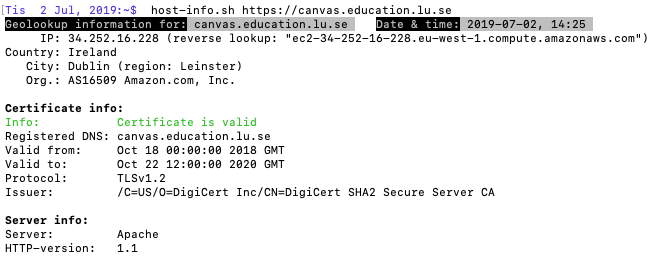 [Tis  2 Jul, 2019:~$  host-info.sh https://canvas.education.lu.se
Geolookup information for: canvas.education.lu.se   Date & time: 2019-07-02, 14:25
IP: 34.252.16.228 (reverse lookup: "ec2-34-252-16-228.eu-west-1.compute.amazonaws.com")
Country: Ireland
City: Dublin (region: Leinster)
Org.: AS16509 Amazon.com, Inc.

Certificate info:
Info:          Certificate is valid
Registered DNS: canvas.education.lu.se
Valid from:    Oct 18 00:00:00 2018 GMT
Valid to:      Oct 22 12:00:00 2020 GMT
Protocol:      TLSv1.2
Issuer:        /C=US/O=DigiCert Inc/CN=DigiCert SHA2 Secure Server CA

Server info:
Server:        Apache
HTTP-version:  1.1